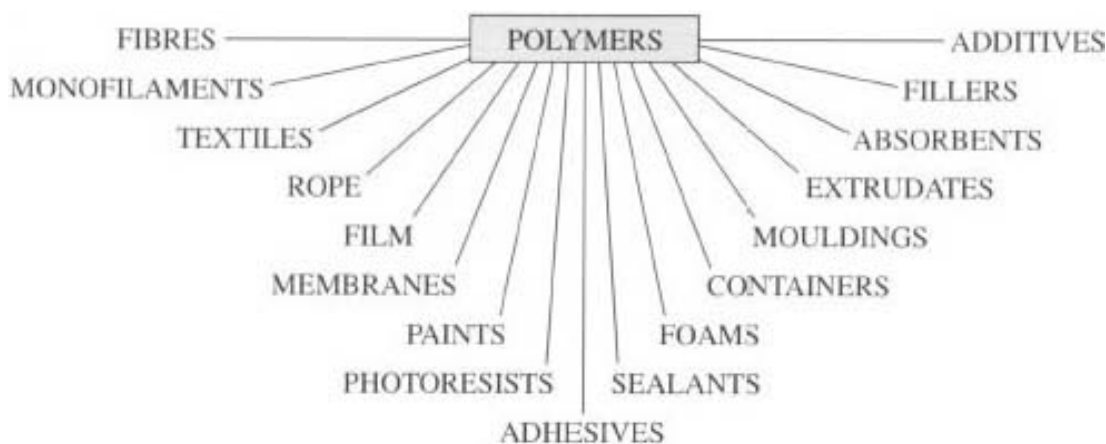 POLYMERS
FIBRES
ADDITIVES
MONOFILAMENTS
FILLERS
TEXTILES
ABSORBENTS
ROPE
EXTRUDATES
FILM
MOULDINGS
MEMBRANES
CONTAINERS
PAINTS
FOAMS
PHOTORESISTS
SEALANTS
ADHESIVES